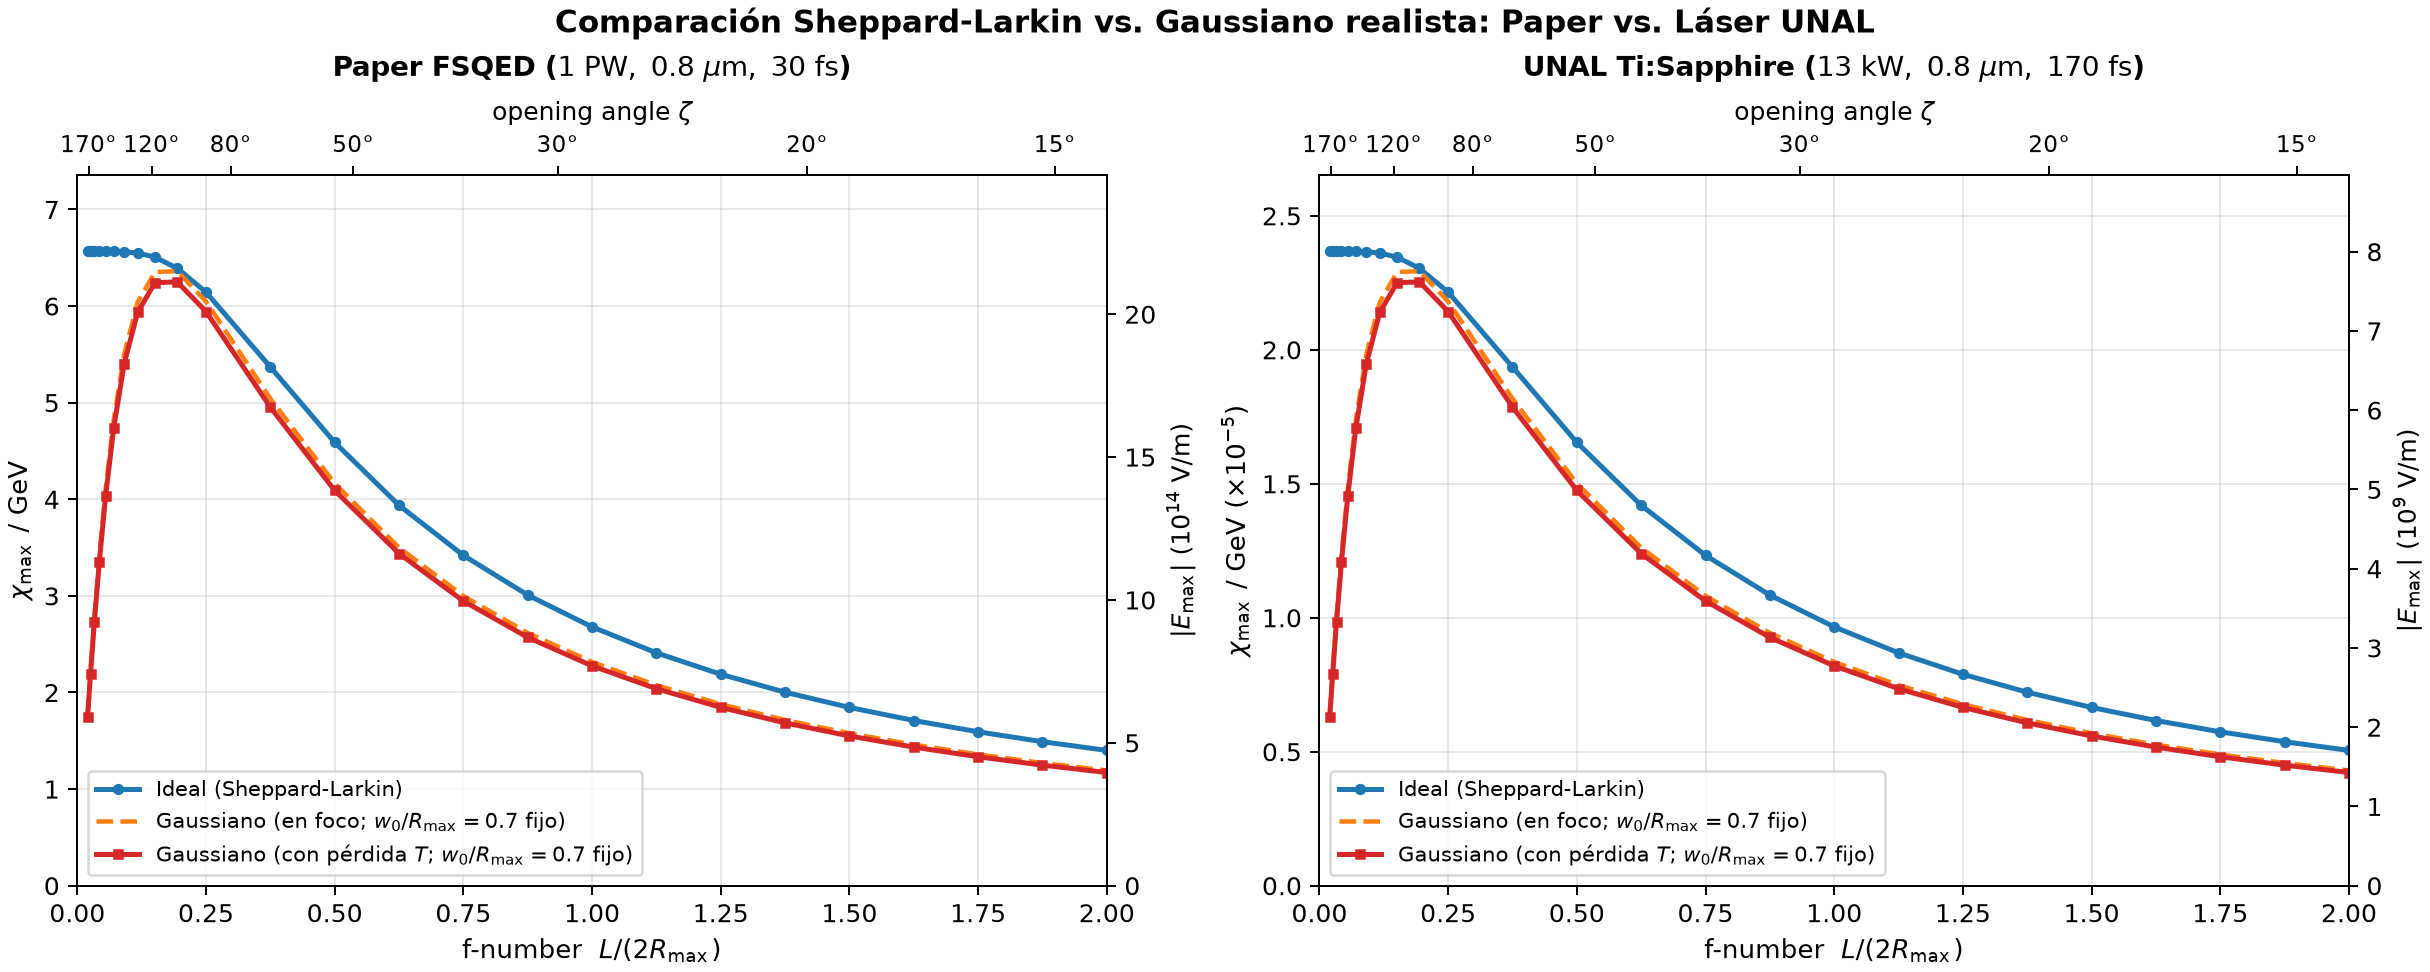 Comparación Sheppard-Larkin vs. Gaussiano realista: Paper vs. Láser UNAL
Paper FSQED (1 PW, 0.8 μm, 30 fs)
opening angle ζ
170° 120° 80° 50° 30° 20° 15°
7
6
5
4
3
2
1
0
χmax / GeV
20
15
10
5
0
|Emax| (10¹⁴ V/m)
Ideal (Sheppard-Larkin)
Gaussiano (en foco; w₀/Rmax = 0.7 fijo)
Gaussiano (con pérdida T; w₀/Rmax = 0.7 fijo)
0.00 0.25 0.50 0.75 1.00 1.25 1.50 1.75 2.00
f-number L/(2Rmax)
UNAL Ti:Sapphire (13 kW, 0.8 μm, 170 fs)
opening angle ζ
170° 120° 80° 50° 30° 20° 15°
2.5
2.0
1.5
1.0
0.5
0.0
χmax / GeV (×10⁻⁵)
8
7
6
5
4
3
2
1
0
|Emax| (10⁹ V/m)
Ideal (Sheppard-Larkin)
Gaussiano (en foco; w₀/Rmax = 0.7 fijo)
Gaussiano (con pérdida T; w₀/Rmax = 0.7 fijo)
0.00 0.25 0.50 0.75 1.00 1.25 1.50 1.75 2.00
f-number L/(2Rmax)